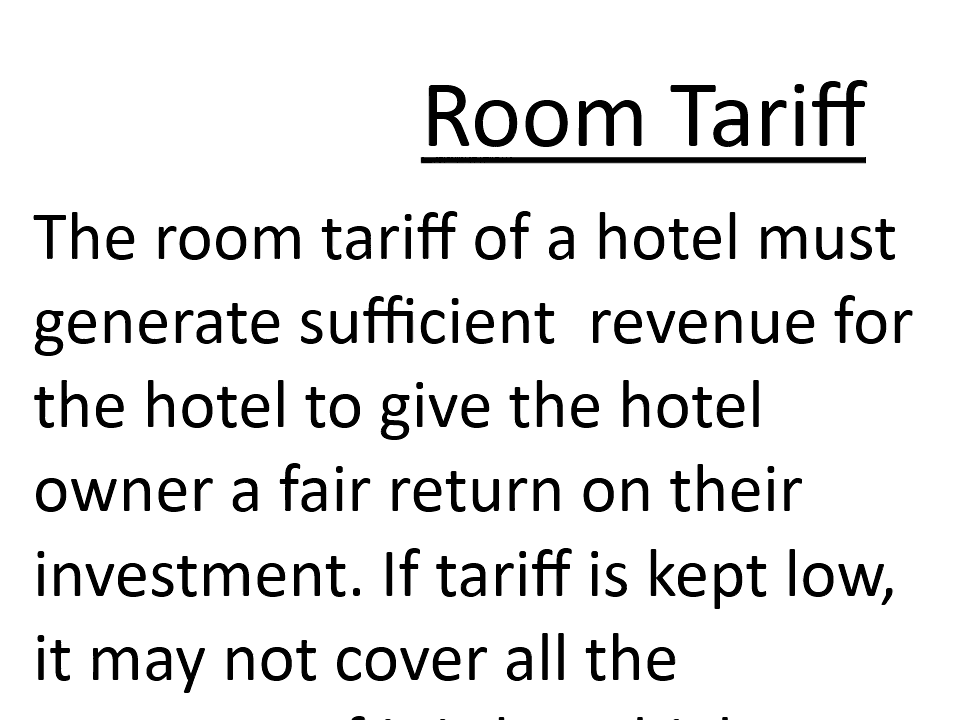 Room Tariff
The room tariff of a hotel must
generate sufficient  revenue for
the hotel to give the hotel
owner a fair return on their
investment. If tariff is kept low,
it may not cover all the